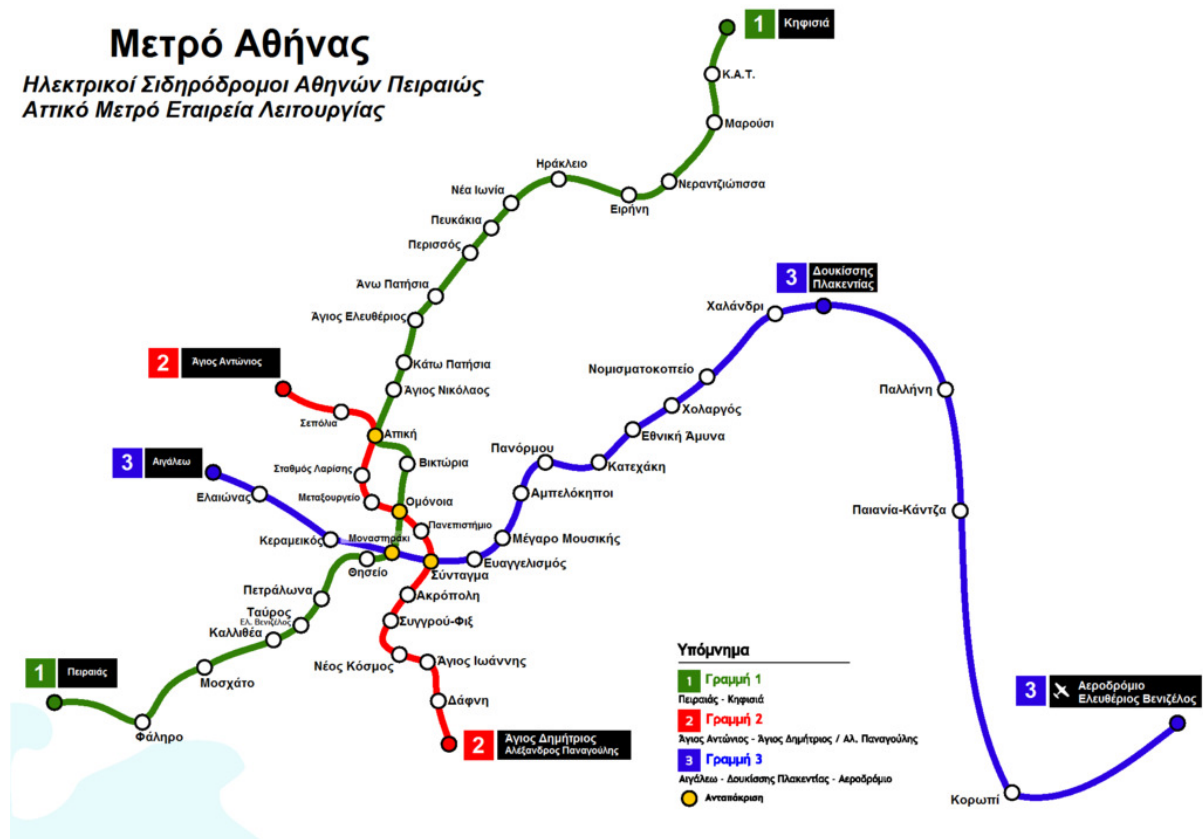 Μετρό Αθήνας
Ηλεκτρικοί Σιδηρόδρομοι Αθηνών Πειραιώς
Αττικό Μετρό Εταιρεία Λειτουργίας
1 Κηφισιά
Κ.Α.Τ.
Μαρούσι
Νεραντζιώτισσα
Ειρήνη
Ηράκλειο
Νέα Ιωνία
Πευκάκια
Περισσός
Άνω Πατήσια
Άγιος Ελευθέριος
Κάτω Πατήσια
Άγιος Νικόλαος
Αττική
Βικτώρια
Ομόνοια
Μοναστηράκι
Θησείο
Πετράλωνα
Ταύρος
Ελ. Βενιζέλος
Καλλιθέα
Μοσχάτο
Φάληρο
1 Πειραιάς
2 Άγιος Αντώνιος
Σεπόλια
Σταθμός Λαρίσης
Μεταξουργείο
Πανεπιστήμιο
Σύνταγμα
Ακρόπολη
Συγγρού-Φιξ
Νέος Κόσμος
Άγιος Ιωάννης
Δάφνη
2 Άγιος Δημήτριος
Αλέξανδρος Παναγούλης
3 Αιγάλεω
Ελαιώνας
Κεραμεικός
Ευαγγελισμός
Μέγαρο Μουσικής
Αμπελόκηποι
Πανόρμου
Κατεχάκη
Εθνική Άμυνα
Χολαργός
Νομισματοκοπείο
Χαλάνδρι
3 Δουκίσσης
Πλακεντίας
Παλλήνη
Παιανία-Κάντζα
Κορωπί
3 Αεροδρόμιο
Ελευθέριος Βενιζέλος
Υπόμνημα
1 Γραμμή 1
Πειραιάς - Κηφισιά
2 Γραμμή 2
Άγιος Αντώνιος - Άγιος Δημήτριος / Αλ. Παναγούλης
3 Γραμμή 3
Αιγάλεω - Δουκίσσης Πλακεντίας - Αεροδρόμιο
Ανταπόκριση